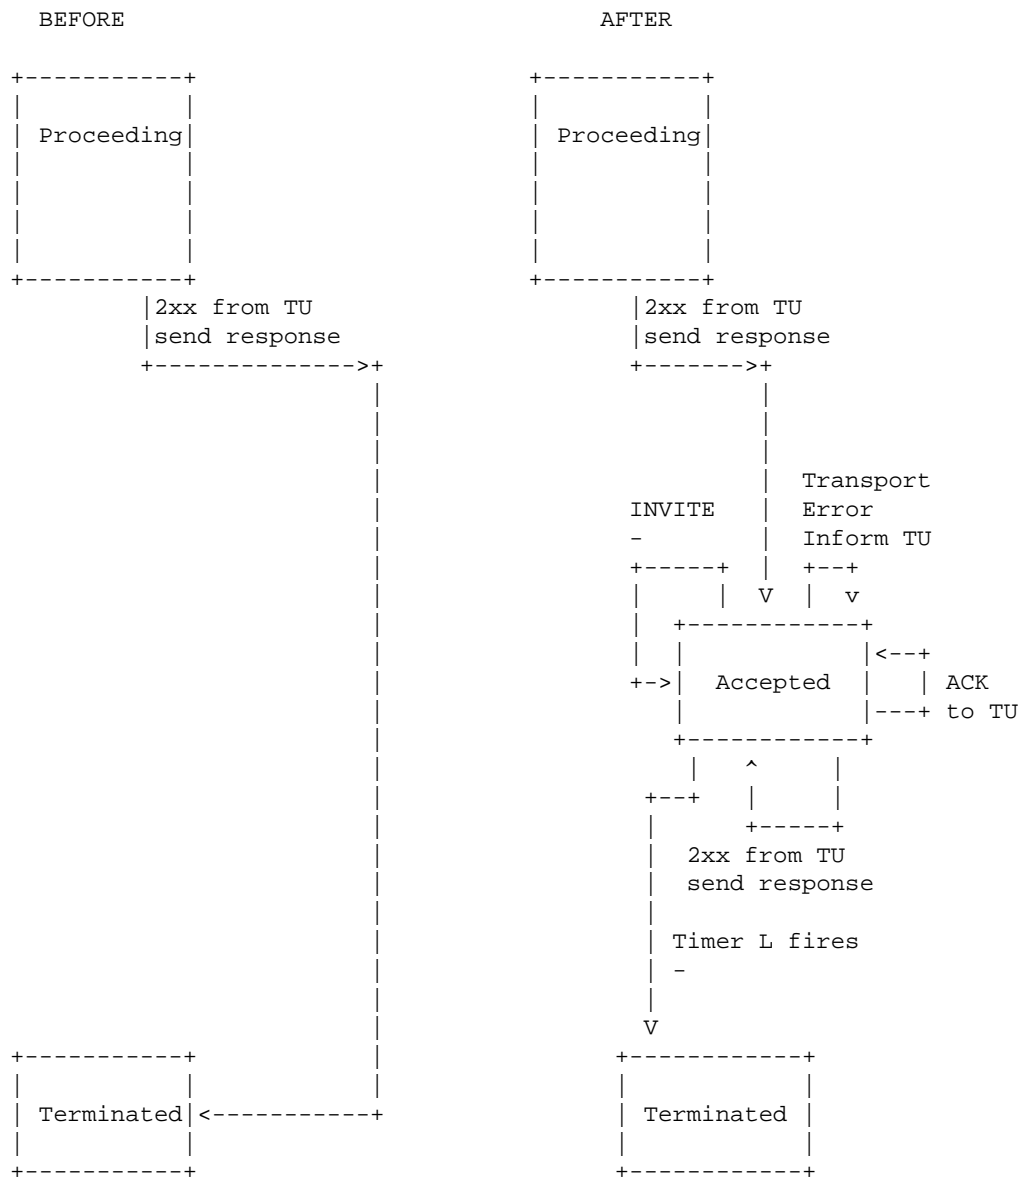 BEFORE AFTER
Proceeding Proceeding
2xx from TU 2xx from TU
send response send response
Transport
INVITE Error
- Inform TU
Accepted ACK
to TU
2xx from TU
send response
Timer L fires
-
Terminated Terminated